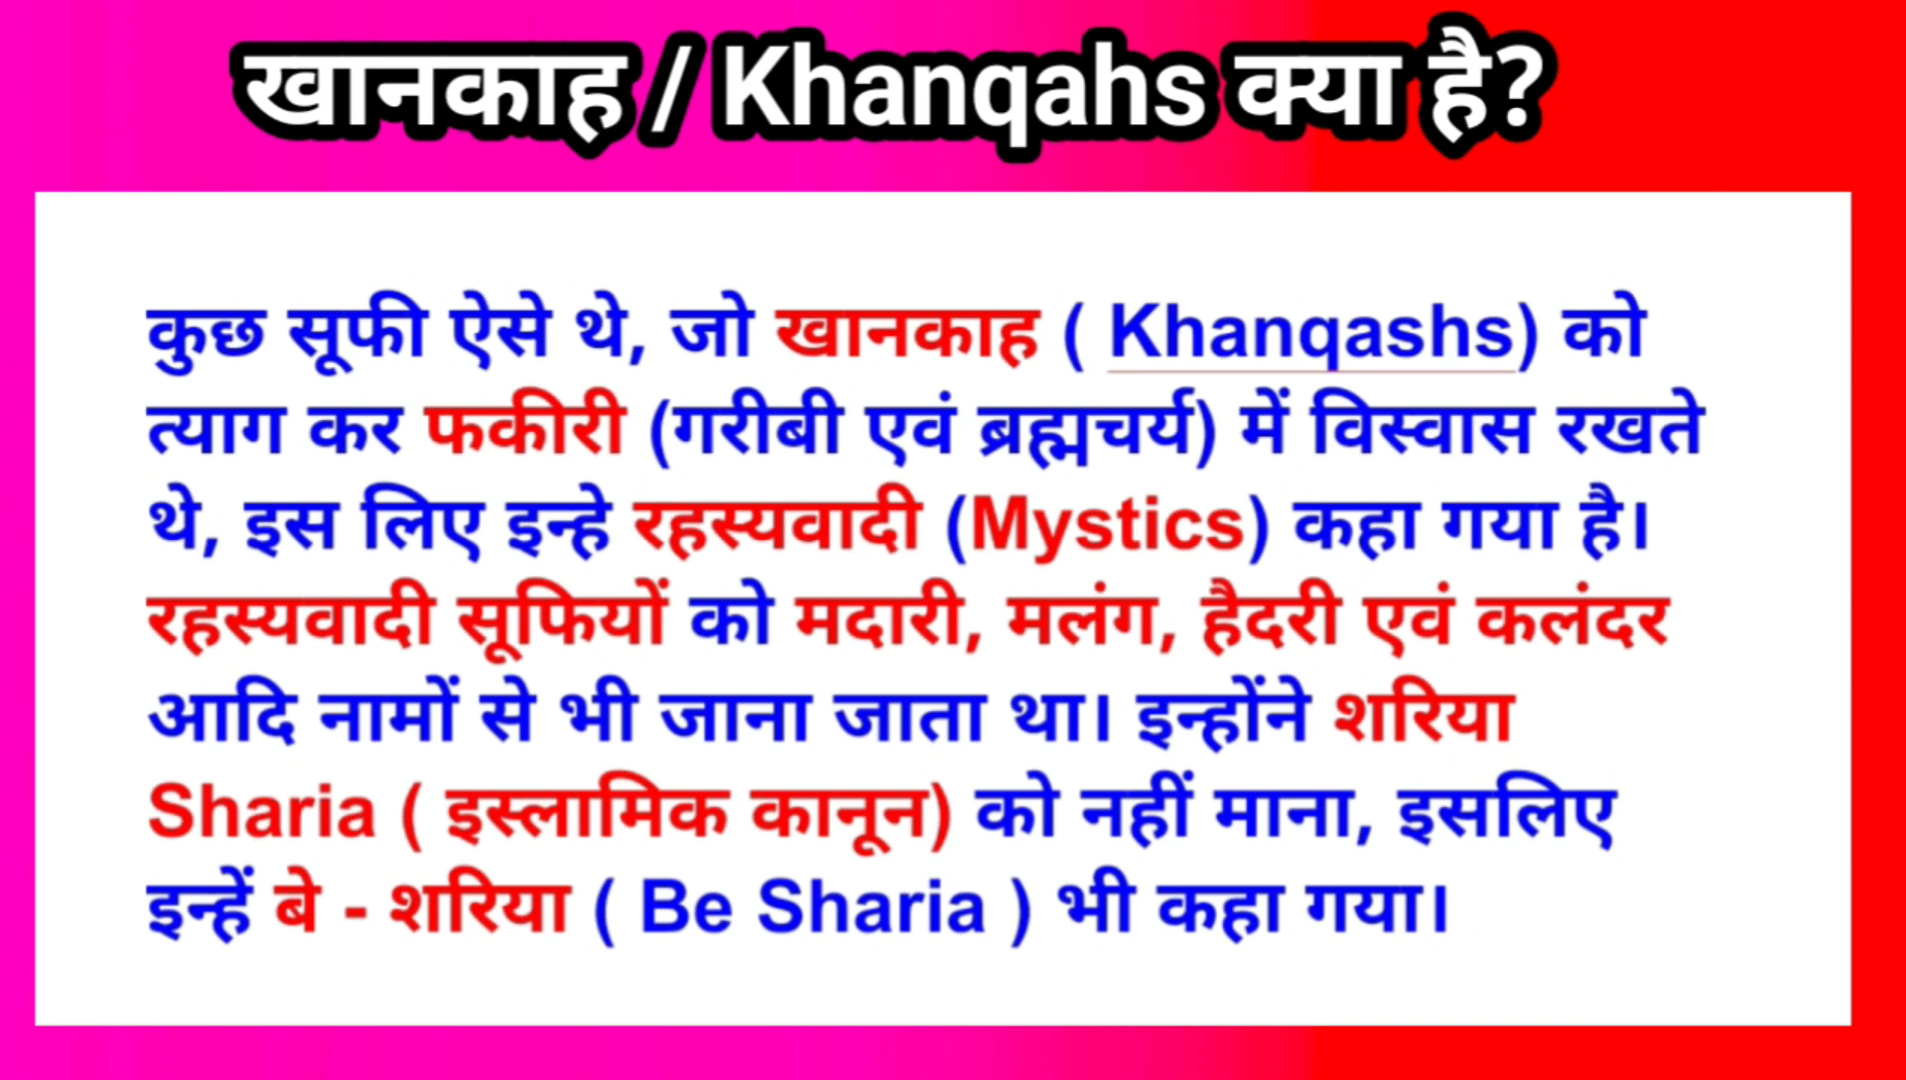 खानकाह / Khanqahs क्या है?
कुछ सूफी ऐसे थे, जो खानकाह ( Khanqashs) को
त्याग कर फकीरी (गरीबी एवं ब्रह्मचर्य) में विस्वास रखते
थे, इस लिए इन्हे रहस्यवादी (Mystics) कहा गया है।
रहस्यवादी सूफियों को मदारी, मलंग, हैदरी एवं कलंदर
आदि नामों से भी जाना जाता था। इन्होंने शरिया
Sharia ( इस्लामिक कानून) को नहीं माना, इसलिए
इन्हें बे - शरिया ( Be Sharia ) भी कहा गया।